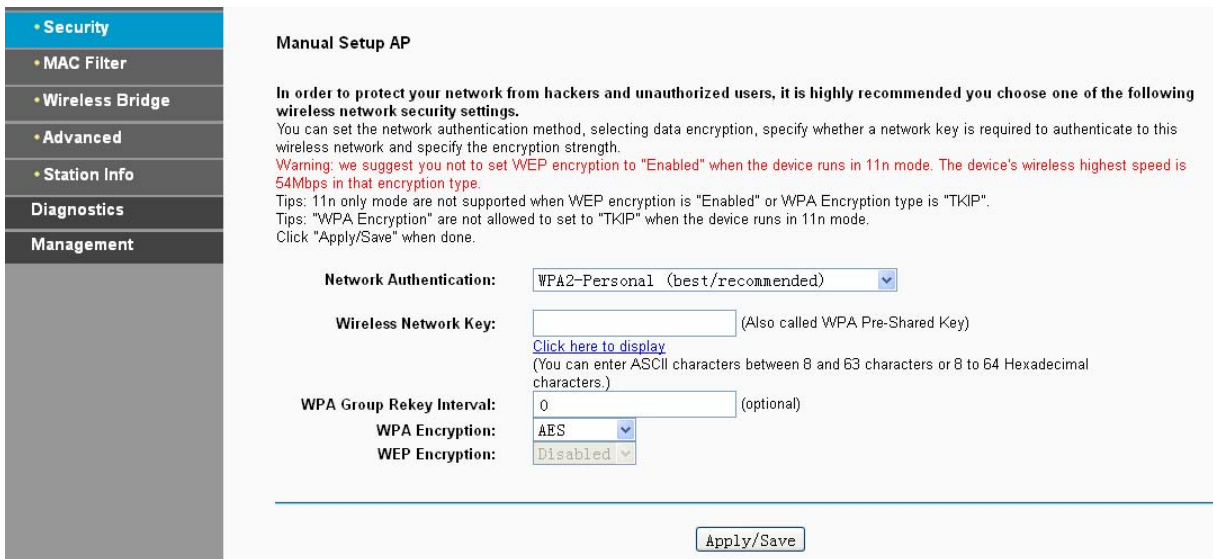 • Security
• MAC Filter
• Wireless Bridge
• Advanced
• Station Info
Diagnostics
Management
Manual Setup AP
In order to protect your network from hackers and unauthorized users, it is highly recommended you choose one of the following
wireless network security settings.
You can set the network authentication method, selecting data encryption, specify whether a network key is required to authenticate to this
wireless network and specify the encryption strength.
Warning: we suggest you not to set WEP encryption to "Enabled" when the device runs in 11n mode. The device's wireless highest speed is
54Mbps in that encryption type.
Tips: 11n only mode are not supported when WEP encryption is "Enabled" or WPA Encryption type is "TKIP".
Tips: "WPA Encryption" are not allowed to set to "TKIP" when the device runs in 11n mode.
Click "Apply/Save" when done.
Network Authentication: WPA2-Personal (best/recommended)
Wireless Network Key: (Also called WPA Pre-Shared Key)
Click here to display
(You can enter ASCII characters between 8 and 63 characters or 8 to 64 Hexadecimal
characters.)
WPA Group Rekey Interval: 0 (optional)
WPA Encryption: AES
WEP Encryption: Disabled
Apply/Save